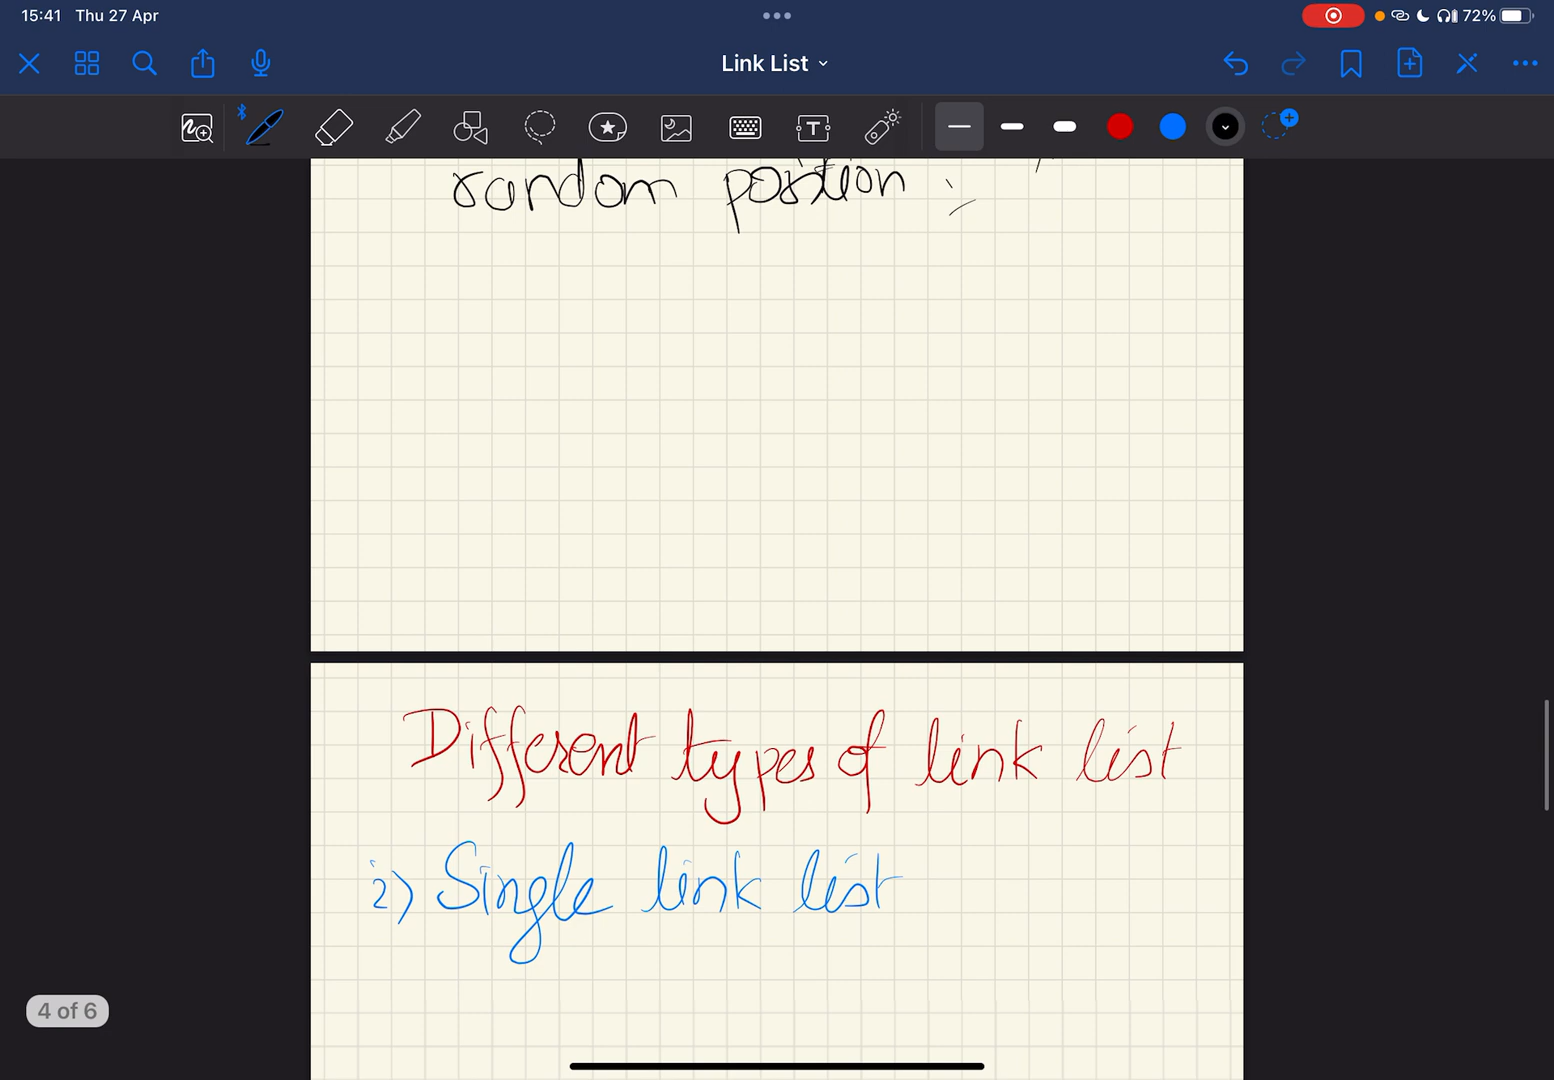 15:41 Thu 27 Apr
72%
Link List
T
random position :-
Different types of link list
i) Single link list
4 of 6